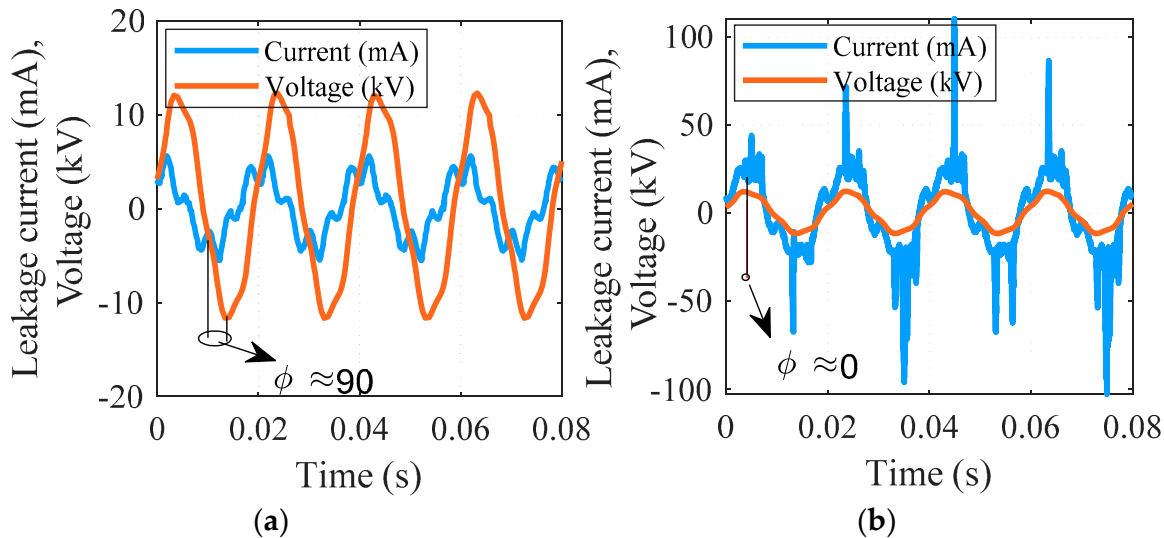 Leakage current (mA),
Voltage (kV)
20
10
0
-10
-20
Current (mA)
Voltage (kV)
ϕ ≈90
0
0.02
0.04
0.06
0.08
Time (s)
(a)
Leakage current (mA),
Voltage (kV)
100
50
0
-50
-100
Current (mA)
Voltage (kV)
ϕ ≈0
0
0.02
0.04
0.06
0.08
Time (s)
(b)